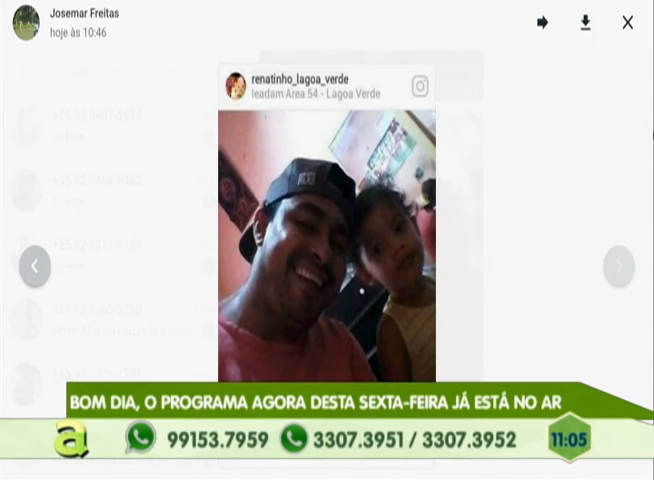 Josemar Freitas
hoje às 10:46
renatinho_lagoa_verde
leadam Area 54 - Lagoa Verde
BOM DIA, O PROGRAMA AGORA DESTA SEXTA-FEIRA JÁ ESTÁ NO AR
a 99153.7959 3307.3951 / 3307.3952 11:05